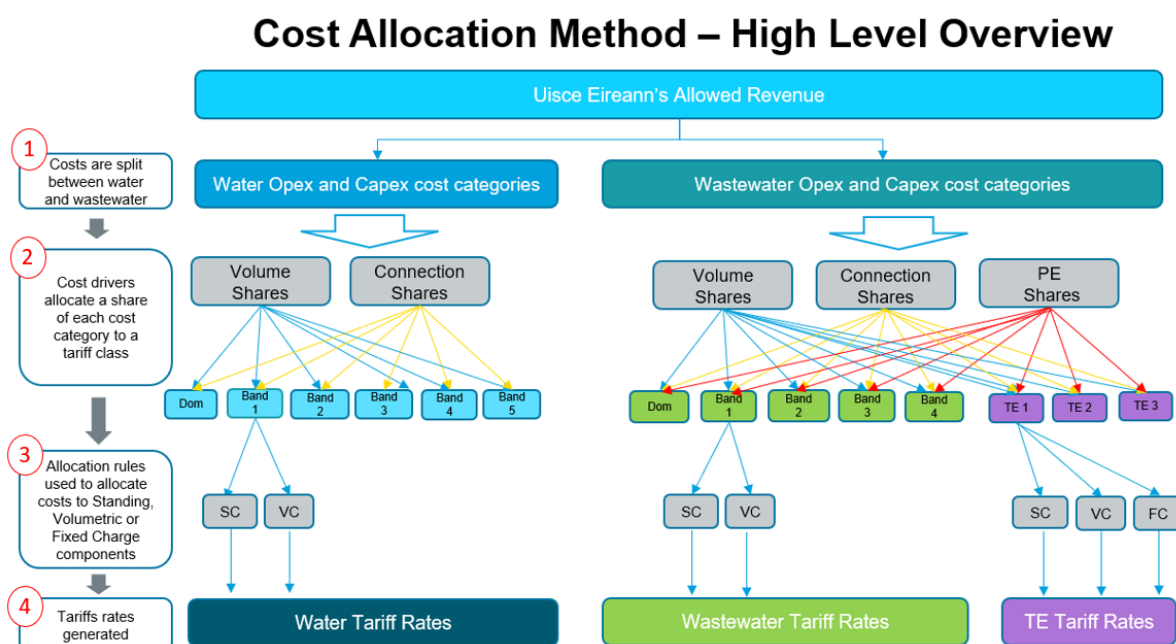 Cost Allocation Method – High Level Overview
Uisce Eireann's Allowed Revenue
1
Costs are split
between water
and wastewater
Water Opex and Capex cost categories
Wastewater Opex and Capex cost categories
2
Cost drivers
allocate a share
of each cost
category to a
tariff class
Volume
Shares
Connection
Shares
Volume
Shares
Connection
Shares
PE
Shares
Dom
Band
1
Band
2
Band
3
Band
4
Band
5
Dom
Band
1
Band
2
Band
3
Band
4
TE 1
TE 2
TE 3
3
Allocation rules
used to allocate
costs to Standing,
Volumetric or
Fixed Charge
components
SC
VC
SC
VC
SC
VC
FC
4
Tariffs rates
generated
Water Tariff Rates
Wastewater Tariff Rates
TE Tariff Rates